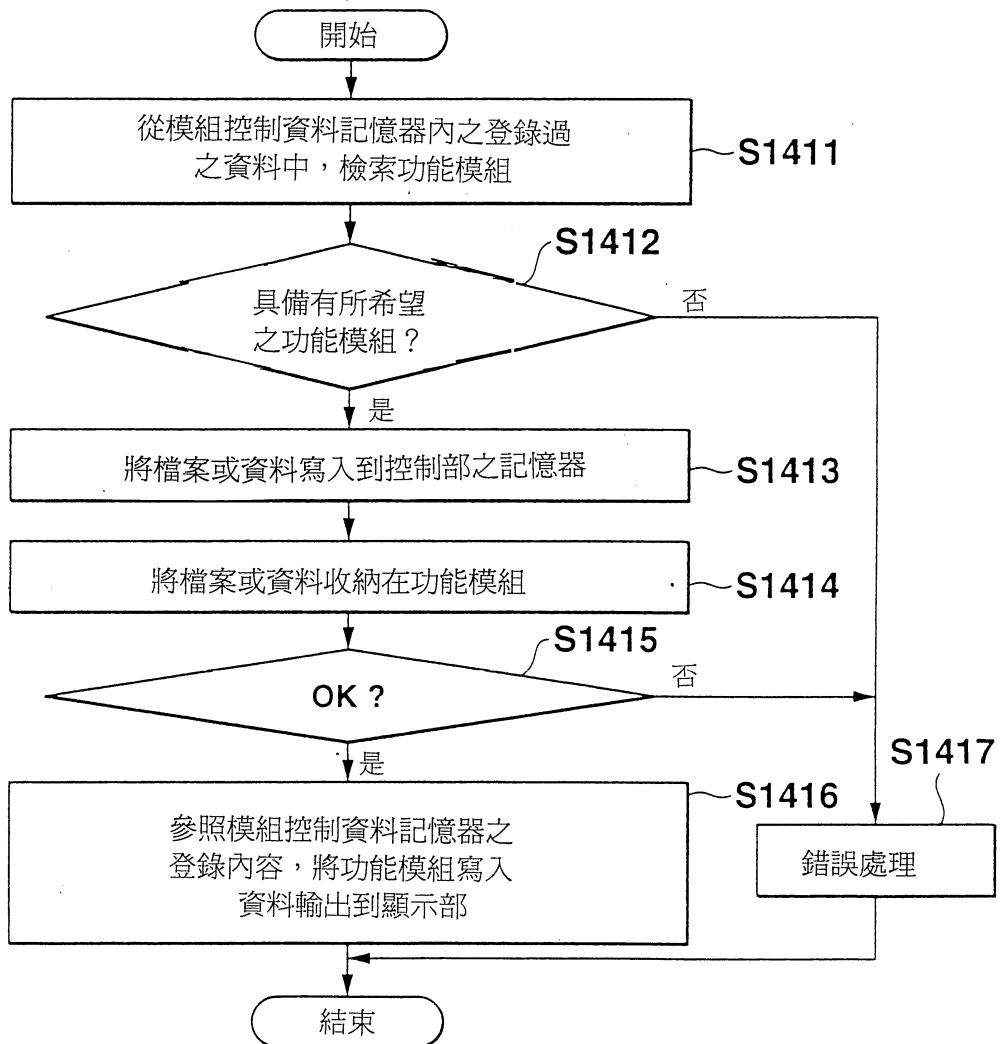 開始
從模組控制資料記憶器內之登錄過
之資料中，檢索功能模組
S1411
S1412
具備有所希望
之功能模組？
否
是
將檔案或資料寫入到控制部之記憶器
S1413
將檔案或資料收納在功能模組
S1414
S1415
OK？
否
是
S1417
S1416
參照模組控制資料記憶器之
登錄內容，將功能模組寫入
資料輸出到顯示部
錯誤處理
結束